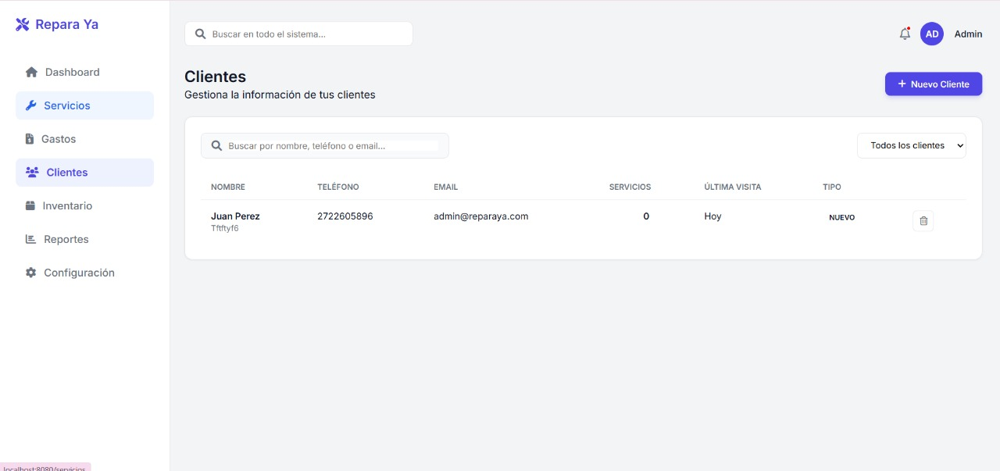 Repara Ya
Buscar en todo el sistema...
AD
Admin
Dashboard
Servicios
Gastos
Clientes
Inventario
Reportes
Configuración
Clientes
Gestiona la información de tus clientes
+ Nuevo Cliente
Buscar por nombre, teléfono o email...
Todos los clientes
NOMBRE TELÉFONO EMAIL SERVICIOS ÚLTIMA VISITA TIPO
Juan Perez 2722605896 admin@reparaya.com 0 Hoy NUEVO
Tftftyf6
localhost:8080/servicios